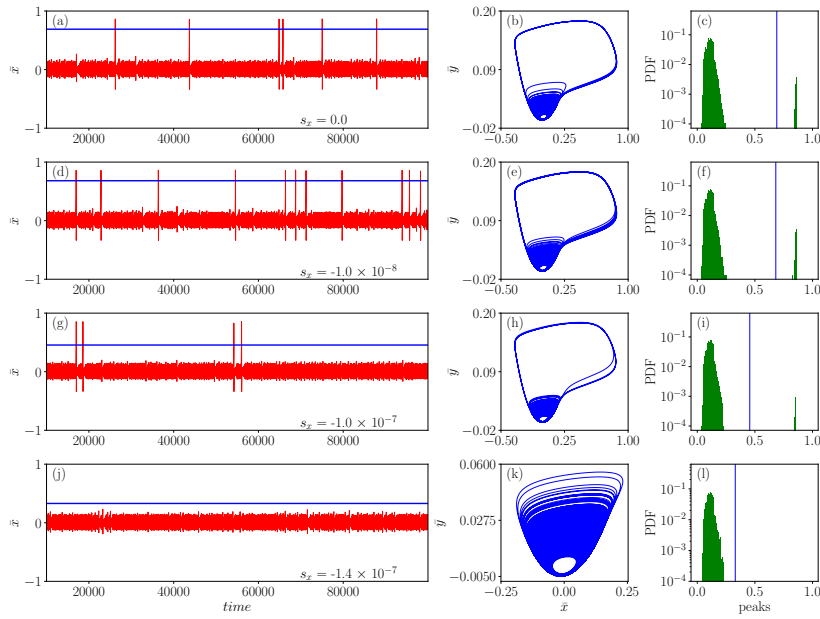 (a)
1
x̄
0
−1
20000
40000
60000
80000
s_x = 0.0
(b)
0.20
ȳ
0.09
−0.02
−0.50
0.25
1.00
(c)
PDF
10⁻¹
10⁻²
10⁻³
10⁻⁴
0.0
0.5
1.0
(d)
1
x̄
0
−1
20000
40000
60000
80000
s_x = -1.0 × 10⁻⁸
(e)
0.20
ȳ
0.09
−0.02
−0.50
0.25
1.00
(f)
PDF
10⁻¹
10⁻²
10⁻³
10⁻⁴
0.0
0.5
1.0
(g)
1
x̄
0
−1
20000
40000
60000
80000
s_x = -1.0 × 10⁻⁷
(h)
0.20
ȳ
0.09
−0.02
−0.50
0.25
1.00
(i)
PDF
10⁻¹
10⁻²
10⁻³
10⁻⁴
0.0
0.5
1.0
(j)
1
x̄
0
−1
20000
40000
60000
80000
s_x = -1.4 × 10⁻⁷
time
(k)
0.0600
ȳ
0.0275
−0.0050
−0.25
0.00
0.25
x̄
(l)
PDF
10⁻¹
10⁻²
10⁻³
10⁻⁴
0.0
0.5
1.0
peaks